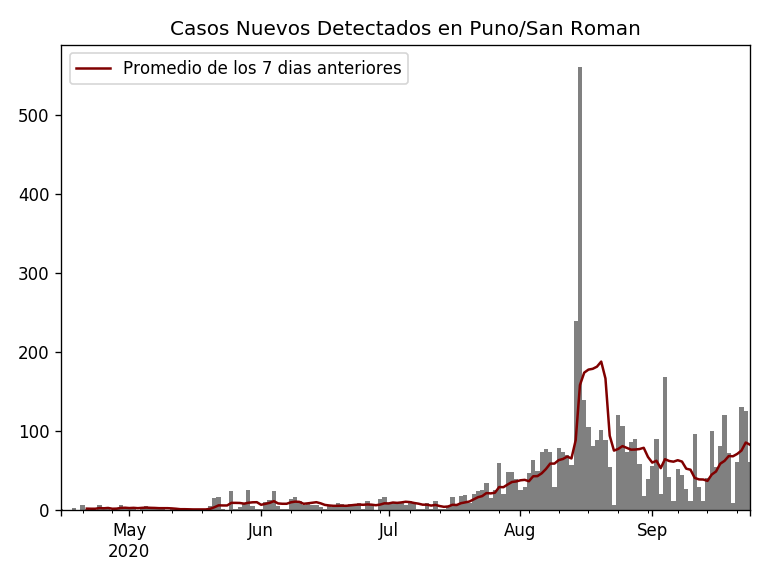 Casos Nuevos Detectados en Puno/San Roman
Promedio de los 7 dias anteriores
500
400
300
200
100
0
May Jun Jul Aug Sep
2020